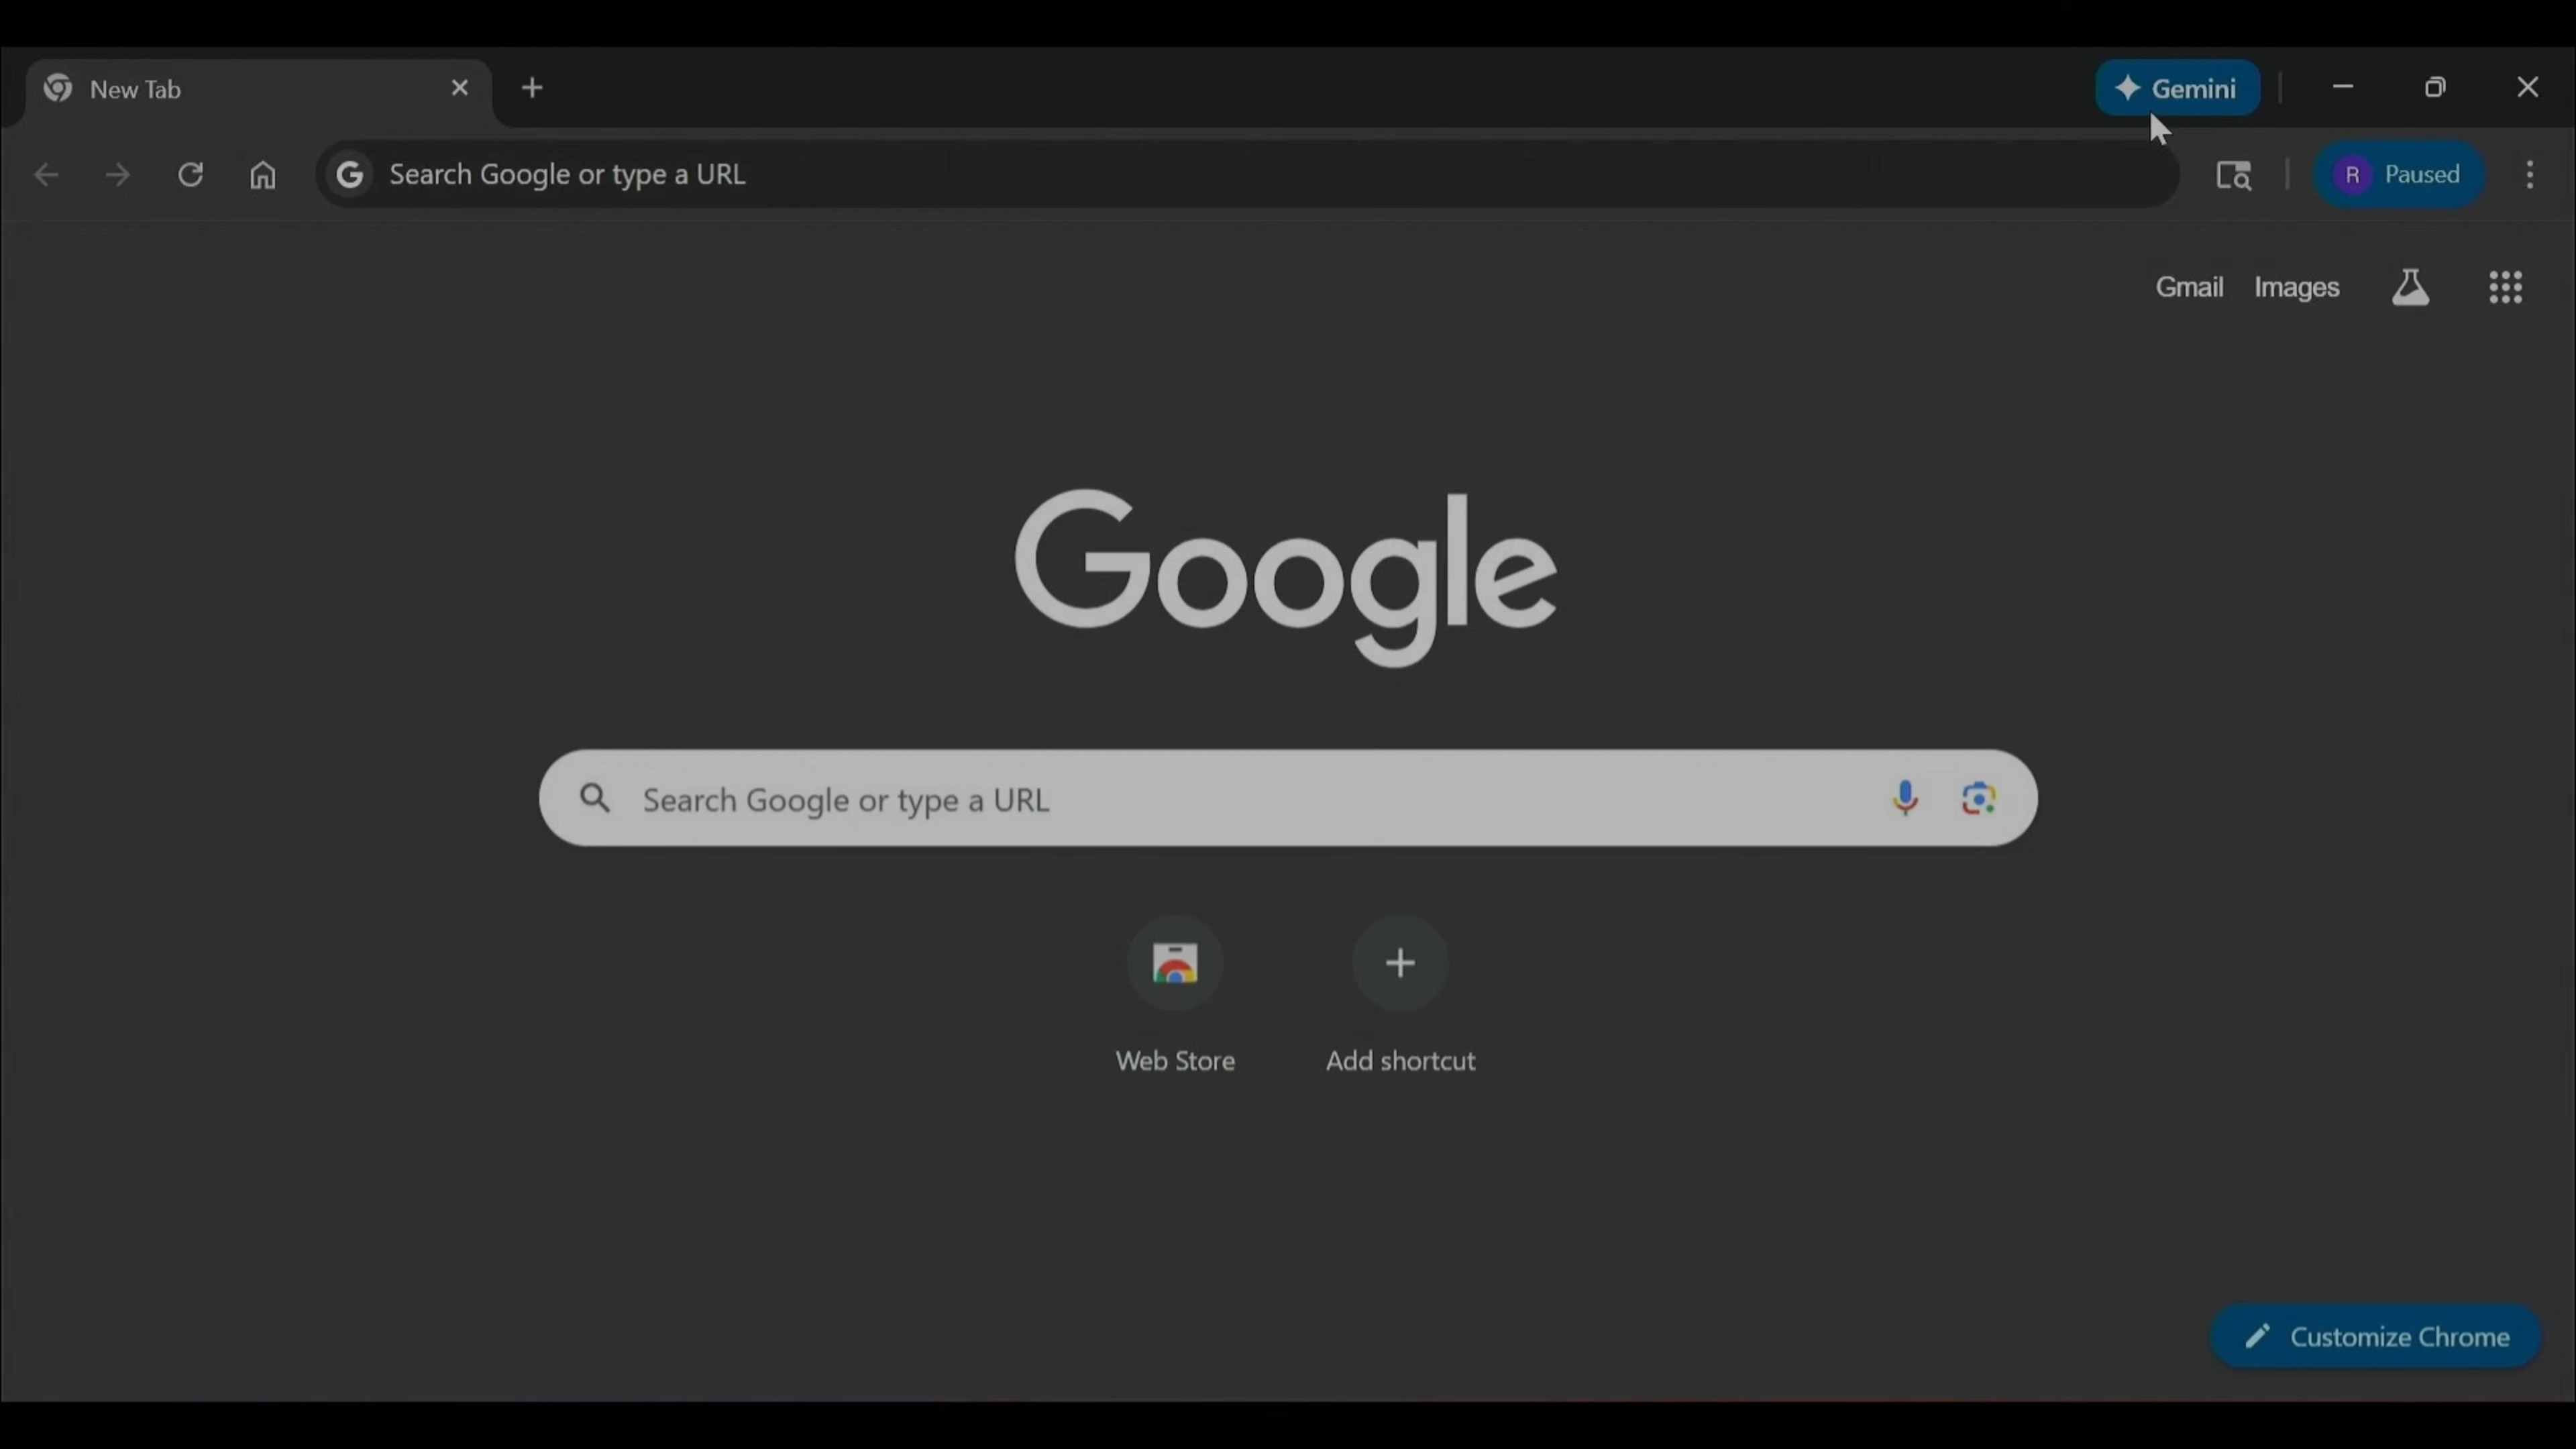 New Tab
Gemini
Search Google or type a URL
R Paused
Gmail Images
Google
Search Google or type a URL
Web Store Add shortcut
Customize Chrome